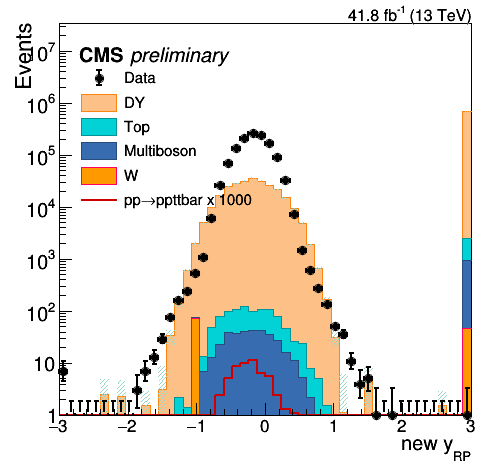 41.8 fb⁻¹ (13 TeV)
Events
CMS preliminary
Data
DY
Top
Multiboson
W
pp→ppttbar x 1000
10⁷
10⁶
10⁵
10⁴
10³
10²
10
1
−3 −2 −1 0 1 2 3
new y_RP